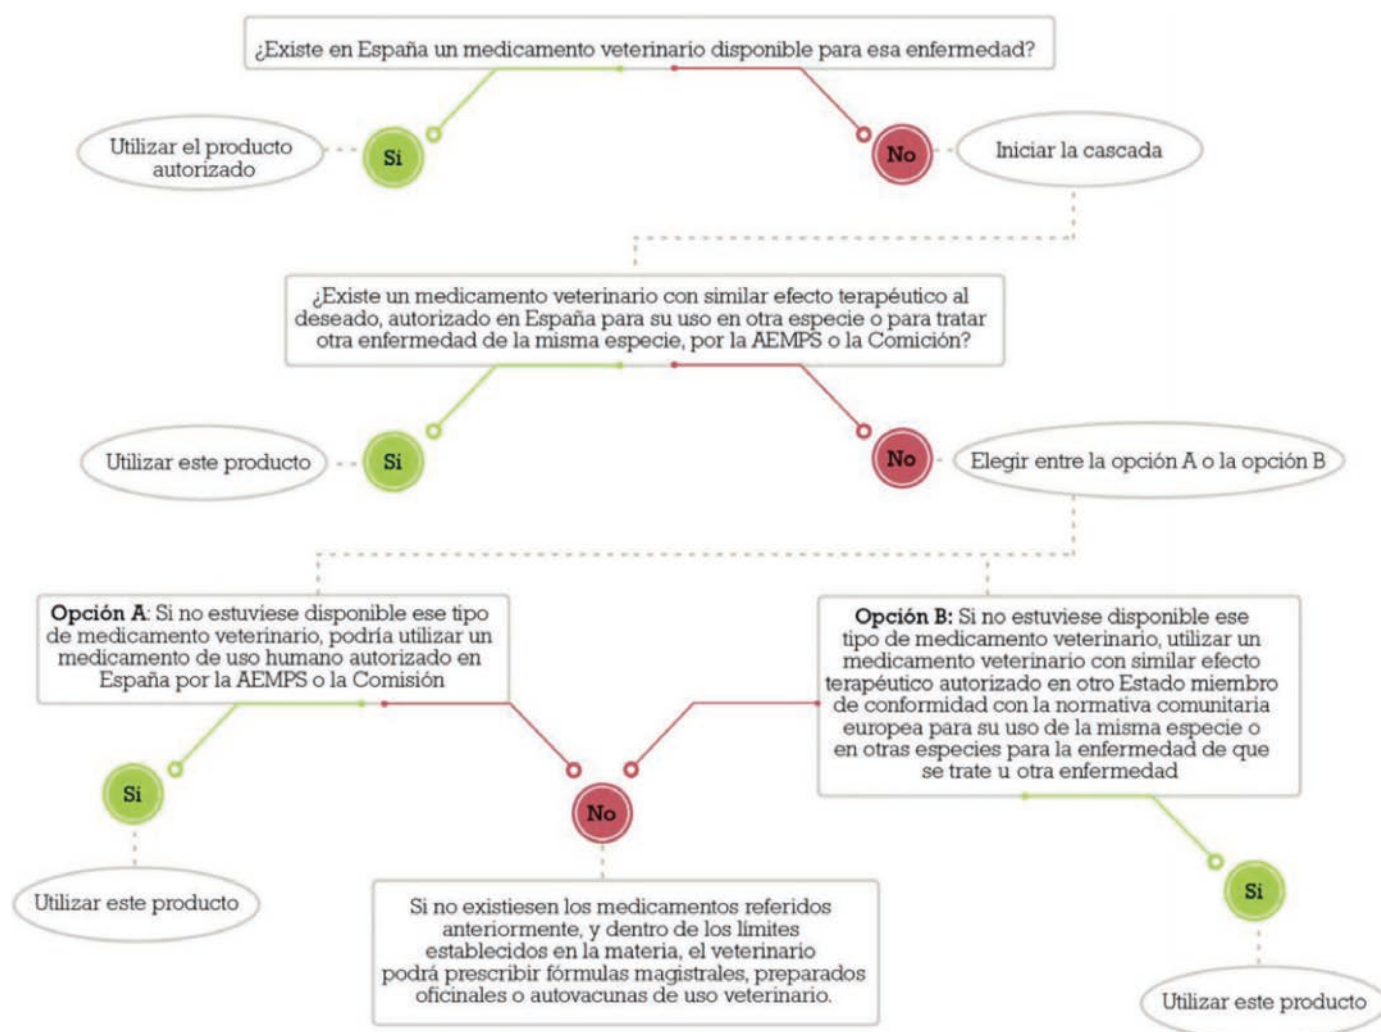 ¿Existe en España un medicamento veterinario disponible para esa enfermedad?
Utilizar el producto
autorizado
Si
No
Iniciar la cascada
¿Existe un medicamento veterinario con similar efecto terapéutico al
deseado, autorizado en España para su uso en otra especie o para tratar
otra enfermedad de la misma especie, por la AEMPS o la Comición?
Utilizar este producto
Si
No
Elegir entre la opción A o la opción B
Opción A: Si no estuviese disponible ese tipo
de medicamento veterinario, podría utilizar un
medicamento de uso humano autorizado en
España por la AEMPS o la Comisión
Opción B: Si no estuviese disponible ese
tipo de medicamento veterinario, utilizar un
medicamento veterinario con similar efecto
terapéutico autorizado en otro Estado miembro
de conformidad con la normativa comunitaria
europea para su uso de la misma especie o
en otras especies para la enfermedad de que
se trate u otra enfermedad
Si
No
Si
Utilizar este producto
Si no existiesen los medicamentos referidos
anteriormente, y dentro de los límites
establecidos en la materia, el veterinario
podrá prescribir fórmulas magistrales, preparados
oficinales o autovacunas de uso veterinario.
Utilizar este producto